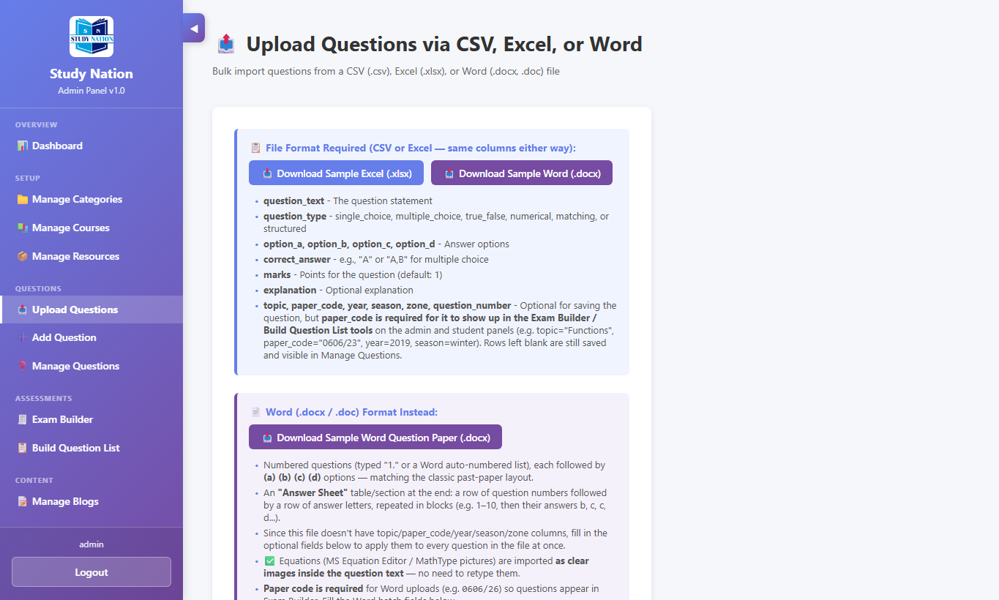 S N
STUDY NATION
Study Nation
Admin Panel v1.0
OVERVIEW
Dashboard
SETUP
Manage Categories
Manage Courses
Manage Resources
QUESTIONS
Upload Questions
Add Question
Manage Questions
ASSESSMENTS
Exam Builder
Build Question List
CONTENT
Manage Blogs
admin
Logout
Upload Questions via CSV, Excel, or Word
Bulk import questions from a CSV (.csv), Excel (.xlsx), or Word (.docx, .doc) file
File Format Required (CSV or Excel — same columns either way):
Download Sample Excel (.xlsx)
Download Sample Word (.docx)
• question_text - The question statement
• question_type - single_choice, multiple_choice, true_false, numerical, matching, or
structured
• option_a, option_b, option_c, option_d - Answer options
• correct_answer - e.g., "A" or "A,B" for multiple choice
• marks - Points for the question (default: 1)
• explanation - Optional explanation
• topic, paper_code, year, season, zone, question_number - Optional for saving the
question, but paper_code is required for it to show up in the Exam Builder /
Build Question List tools on the admin and student panels (e.g. topic="Functions",
paper_code="0606/23", year=2019, season=winter). Rows left blank are still saved
and visible in Manage Questions.
Word (.docx / .doc) Format Instead:
Download Sample Word Question Paper (.docx)
• Numbered questions (typed "1." or a Word auto-numbered list), each followed by
(a) (b) (c) (d) options — matching the classic past-paper layout.
• An "Answer Sheet" table/section at the end: a row of question numbers followed
by a row of answer letters, repeated in blocks (e.g. 1–10, then their answers b, c, c,
d...).
• Since this file doesn't have topic/paper_code/year/season/zone columns, fill in the
optional fields below to apply them to every question in the file at once.
• ✅ Equations (MS Equation Editor / MathType pictures) are imported as clear
images inside the question text — no need to retype them.
• Paper code is required for Word uploads (e.g. 0606/26) so questions appear in
Exam Builder. Fill the Word batch fields below.